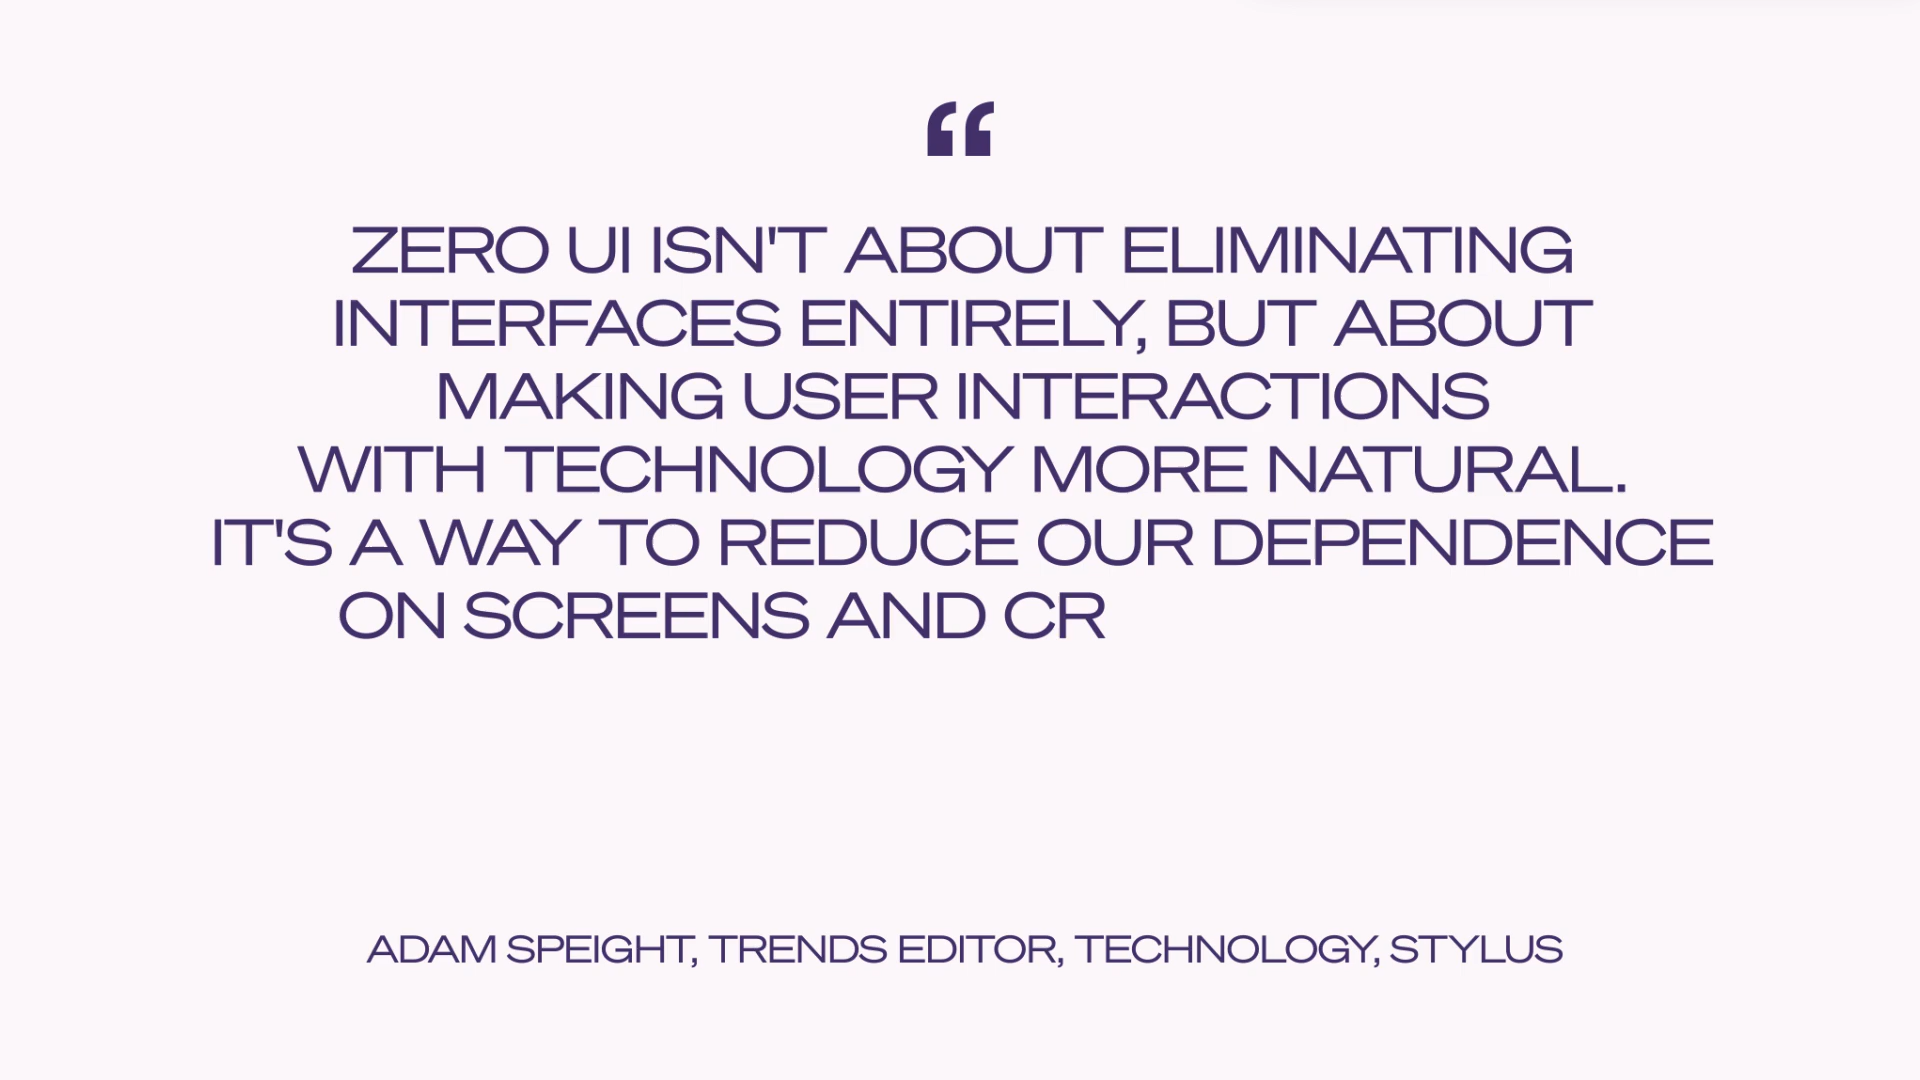 “
ZERO UI ISN'T ABOUT ELIMINATING
INTERFACES ENTIRELY, BUT ABOUT
MAKING USER INTERACTIONS
WITH TECHNOLOGY MORE NATURAL.
IT'S A WAY TO REDUCE OUR DEPENDENCE
ON SCREENS AND CR
ADAM SPEIGHT, TRENDS EDITOR, TECHNOLOGY, STYLUS